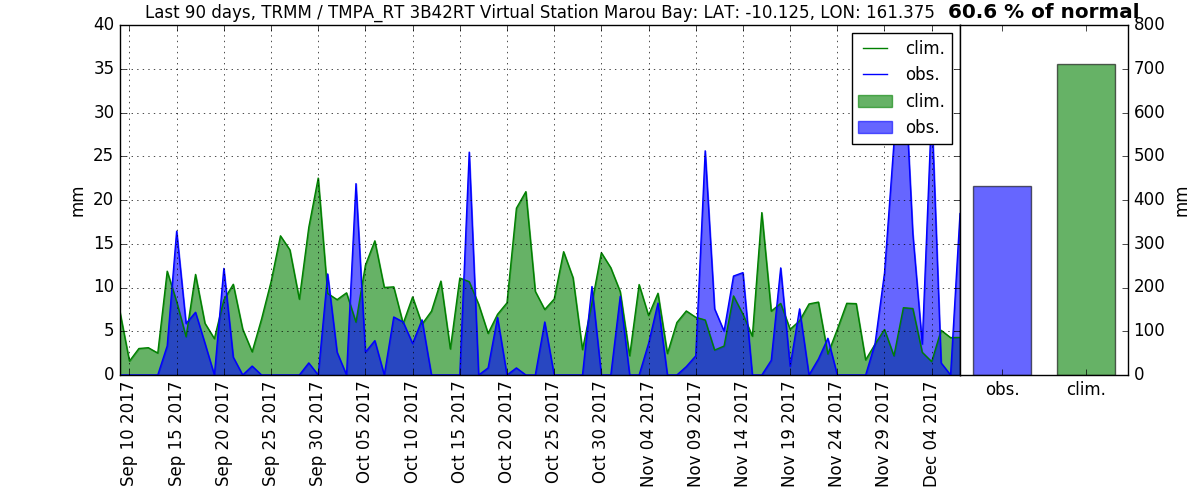 Last 90 days, TRMM / TMPA_RT 3B42RT Virtual Station Marou Bay: LAT: -10.125, LON: 161.375 60.6 % of normal
40
35
30
25
20
15
10
5
0
mm
clim.
obs.
clim.
obs.
800
700
600
500
400
300
200
100
0
mm
obs.
clim.
Sep 10 2017
Sep 15 2017
Sep 20 2017
Sep 25 2017
Sep 30 2017
Oct 05 2017
Oct 10 2017
Oct 15 2017
Oct 20 2017
Oct 25 2017
Oct 30 2017
Nov 04 2017
Nov 09 2017
Nov 14 2017
Nov 19 2017
Nov 24 2017
Nov 29 2017
Dec 04 2017